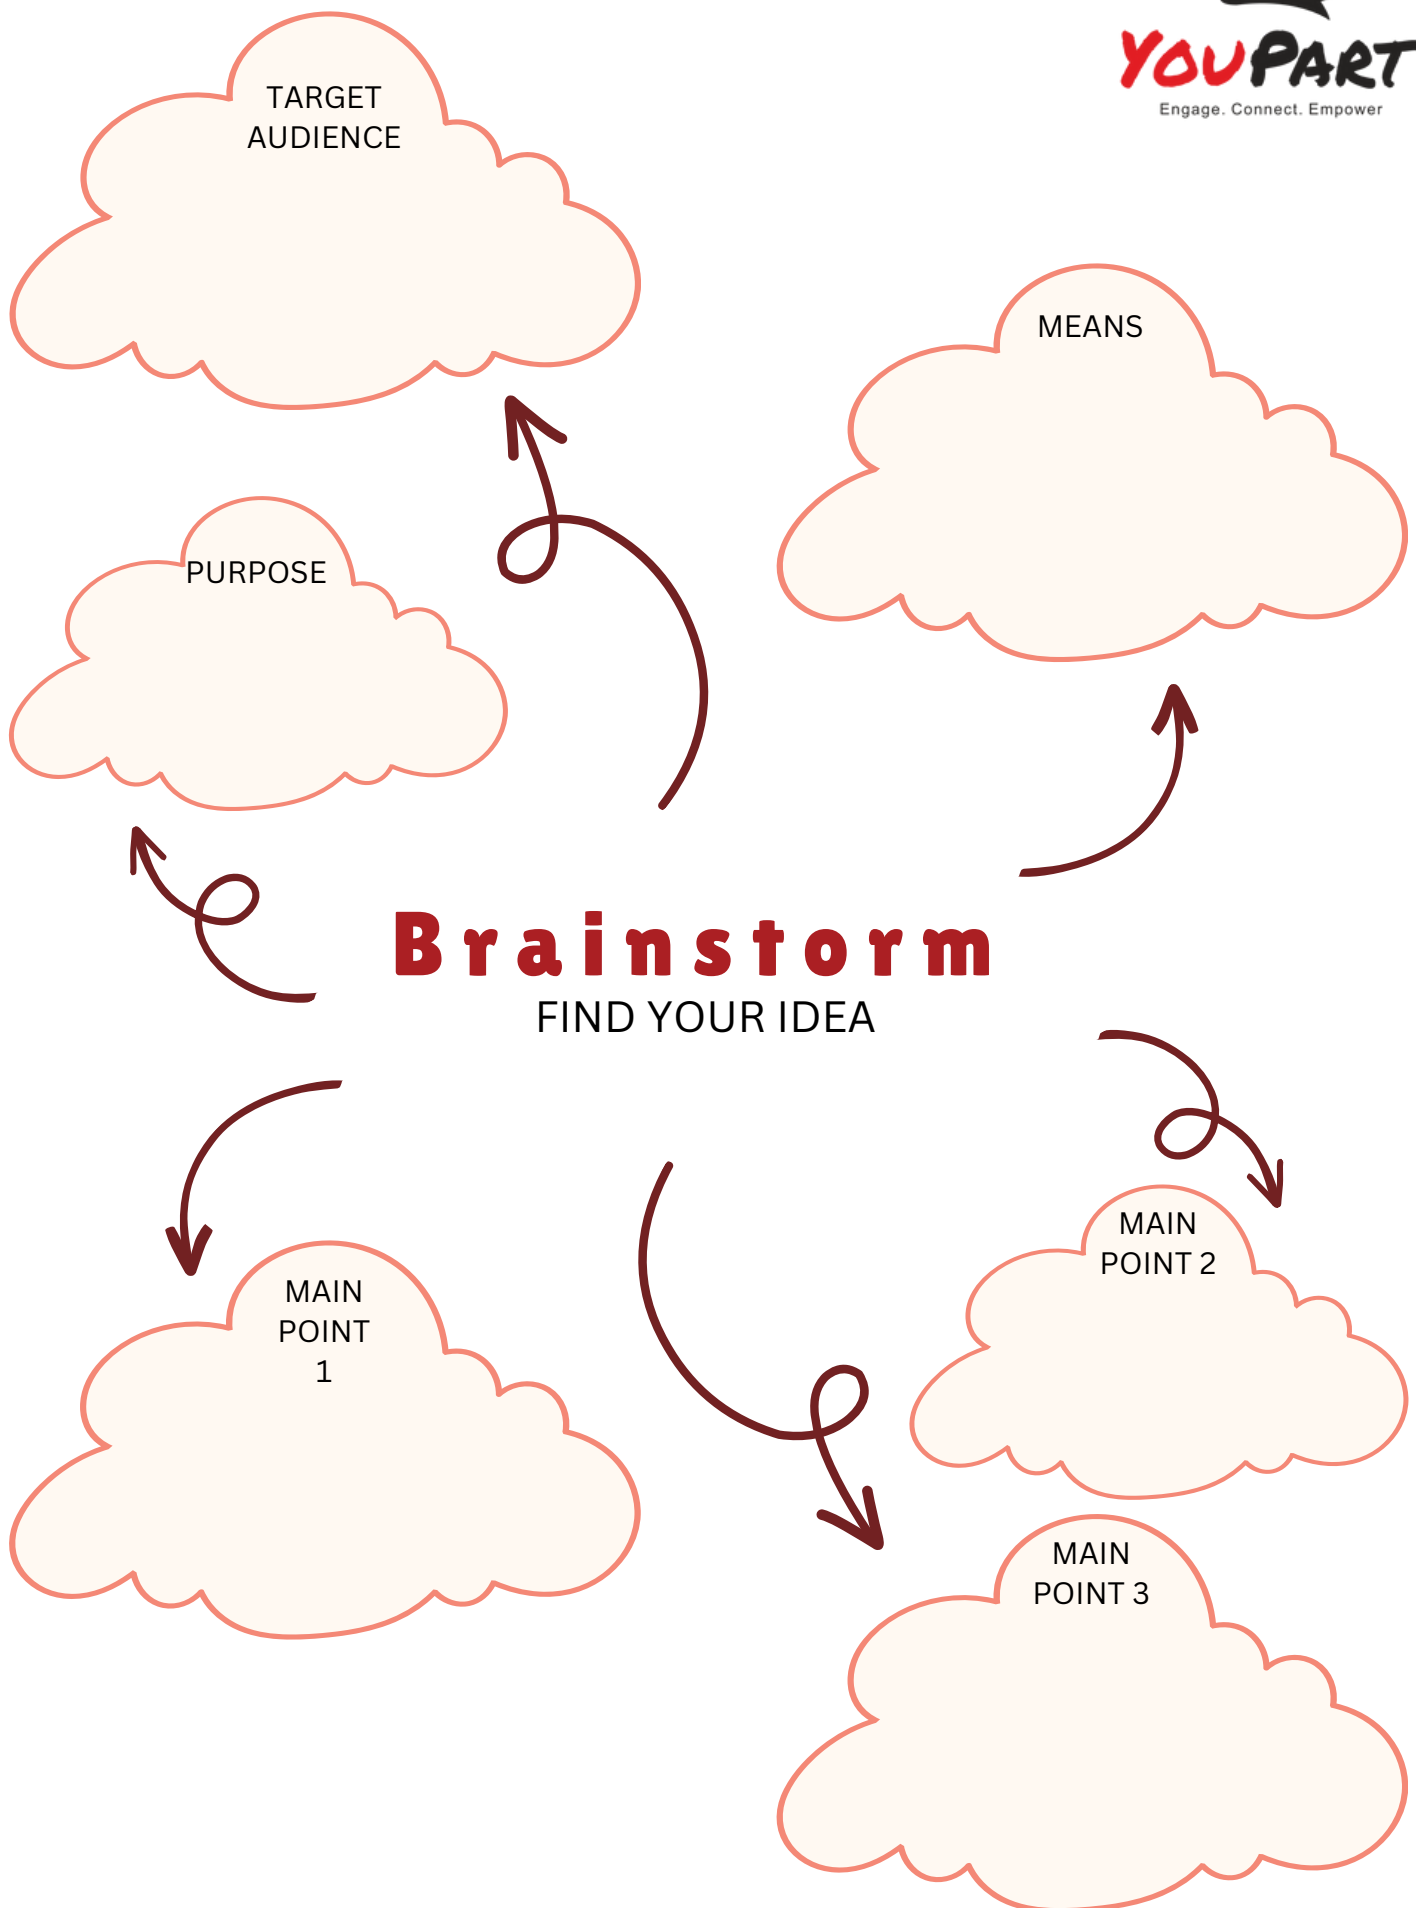 YOUPART
Engage. Connect. Empower
TARGET
AUDIENCE
MEANS
PURPOSE
Brainstorm
FIND YOUR IDEA
MAIN
POINT 2
MAIN
POINT
1
MAIN
POINT 3